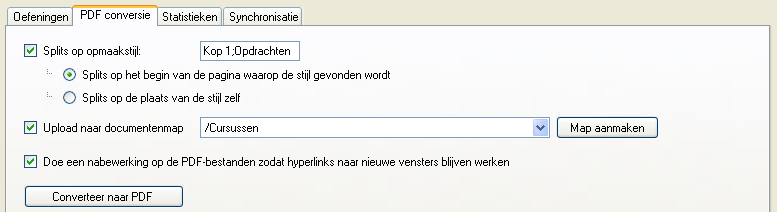 Oefeningen PDF conversie Statistieken Synchronisatie
Splits op opmaakstijl: Kop 1;Opdrachten
Splits op het begin van de pagina waarop de stijl gevonden wordt
Splits op de plaats van de stijl zelf
Upload naar documentenmap /Cursussen Map aanmaken
Doe een nabewerking op de PDF-bestanden zodat hyperlinks naar nieuwe vensters blijven werken
Converteer naar PDF